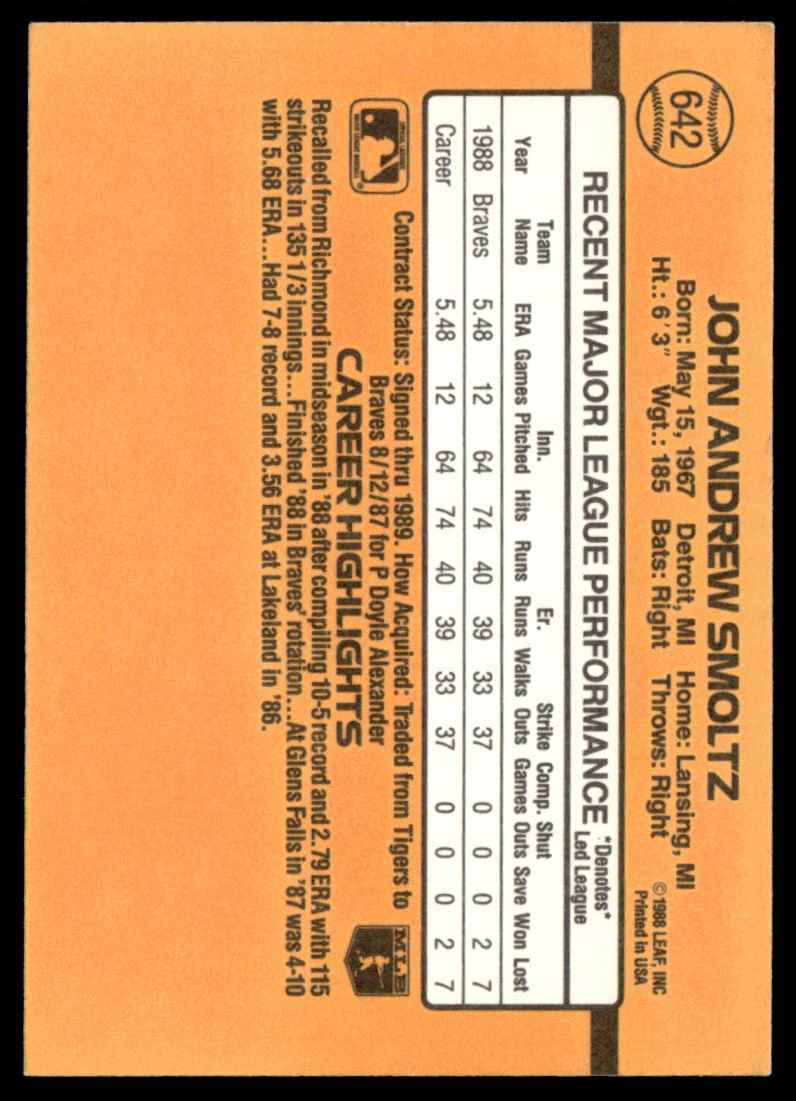 642
JOHN ANDREW SMOLTZ
Born: May 15, 1967 Detroit, MI Home: Lansing, MI
Ht.: 6'3" Wgt.: 185 Bats: Right Throws: Right
©1988 LEAF, INC
Printed in USA
RECENT MAJOR LEAGUE PERFORMANCE *Denotes*
Led League
Team Inn. Er. Strike Comp. Shut
Year Name ERA Games Pitched Hits Runs Runs Walks Outs Games Outs Save Won Lost
1988 Braves 5.48 12 64 74 40 39 33 37 0 0 0 2 7
Career 5.48 12 64 74 40 39 33 37 0 0 0 2 7
Contract Status: Signed thru 1989. How Acquired: Traded from Tigers to
Braves 8/12/87 for P Doyle Alexander
MLB
CAREER HIGHLIGHTS
Recalled from Richmond in midseason in '88 after compiling 10-5 record and 2.79 ERA with 115
strikeouts in 135 1/3 innings...Finished '88 in Braves' rotation...At Glens Falls in '87 was 4-10
with 5.68 ERA...Had 7-8 record and 3.56 ERA at Lakeland in '86.